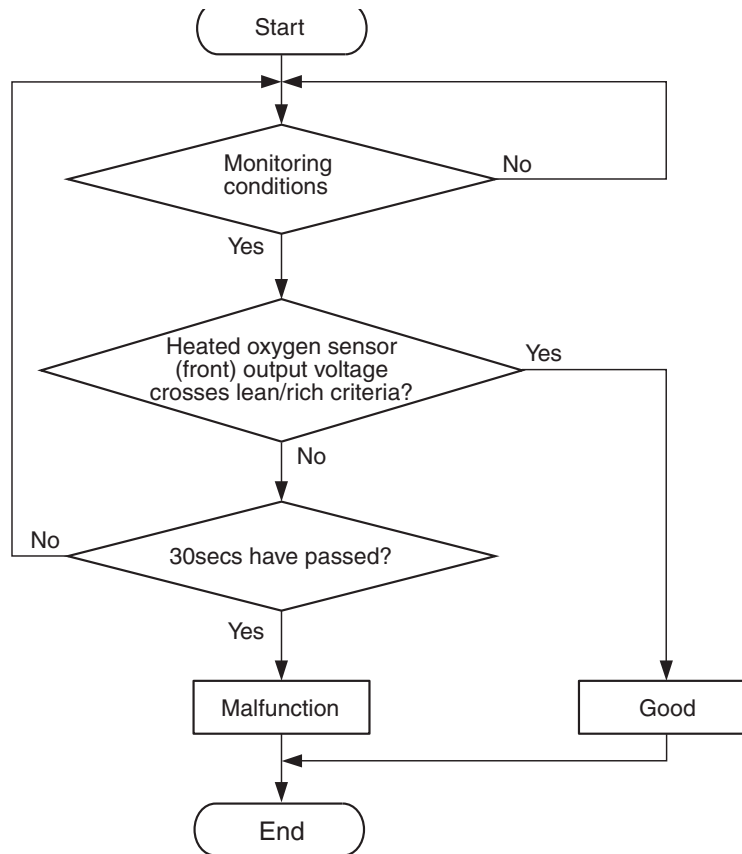 Start
Monitoring
conditions
No
Yes
Heated oxygen sensor
(front) output voltage
crosses lean/rich criteria?
Yes
No
No
30secs have passed?
Yes
Malfunction
Good
End